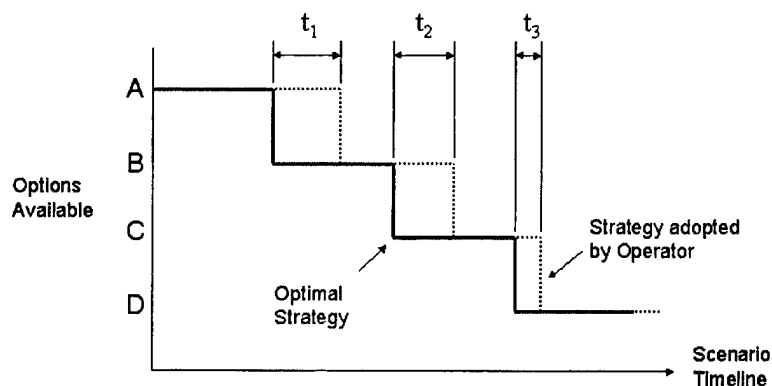 t1
t2
t3
A
B
C
D
Options
Available
Optimal
Strategy
Strategy adopted
by Operator
Scenario
Timeline